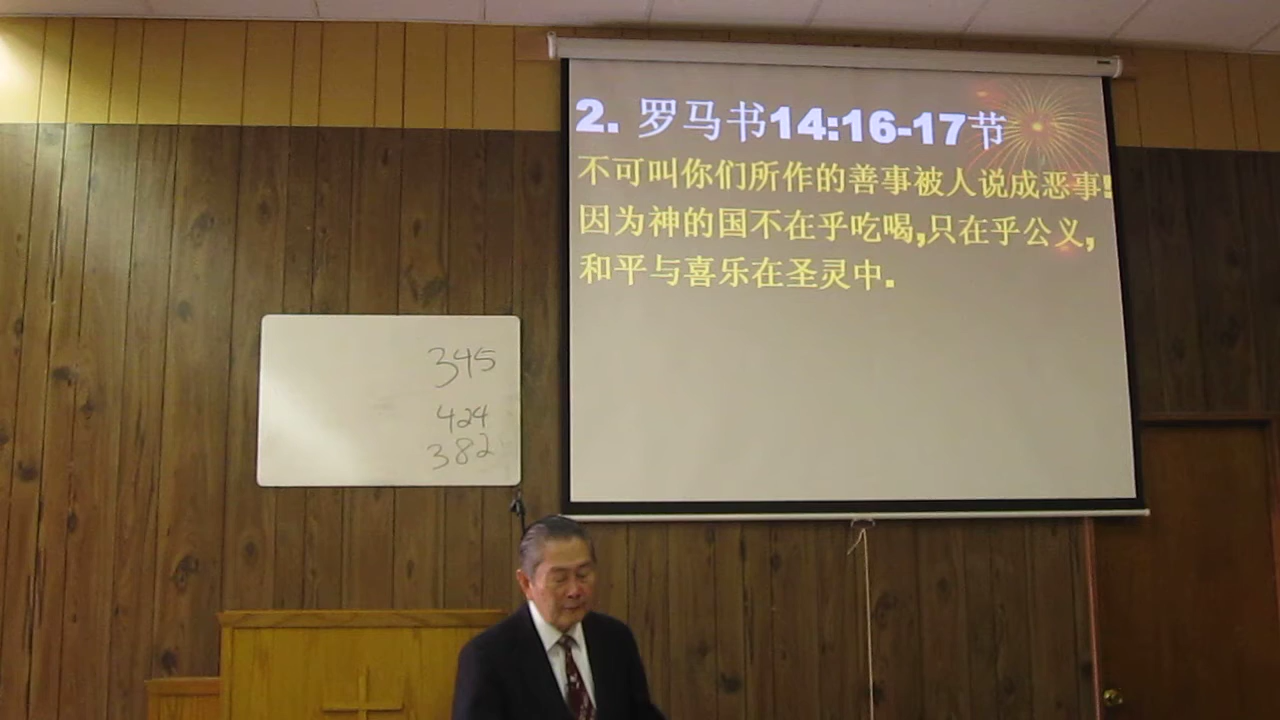 2. 罗马书14:16-17节
不可叫你们所作的善事被人说成恶事!
因为神的国不在乎吃喝,只在乎公义,
和平与喜乐在圣灵中.
345
424
382